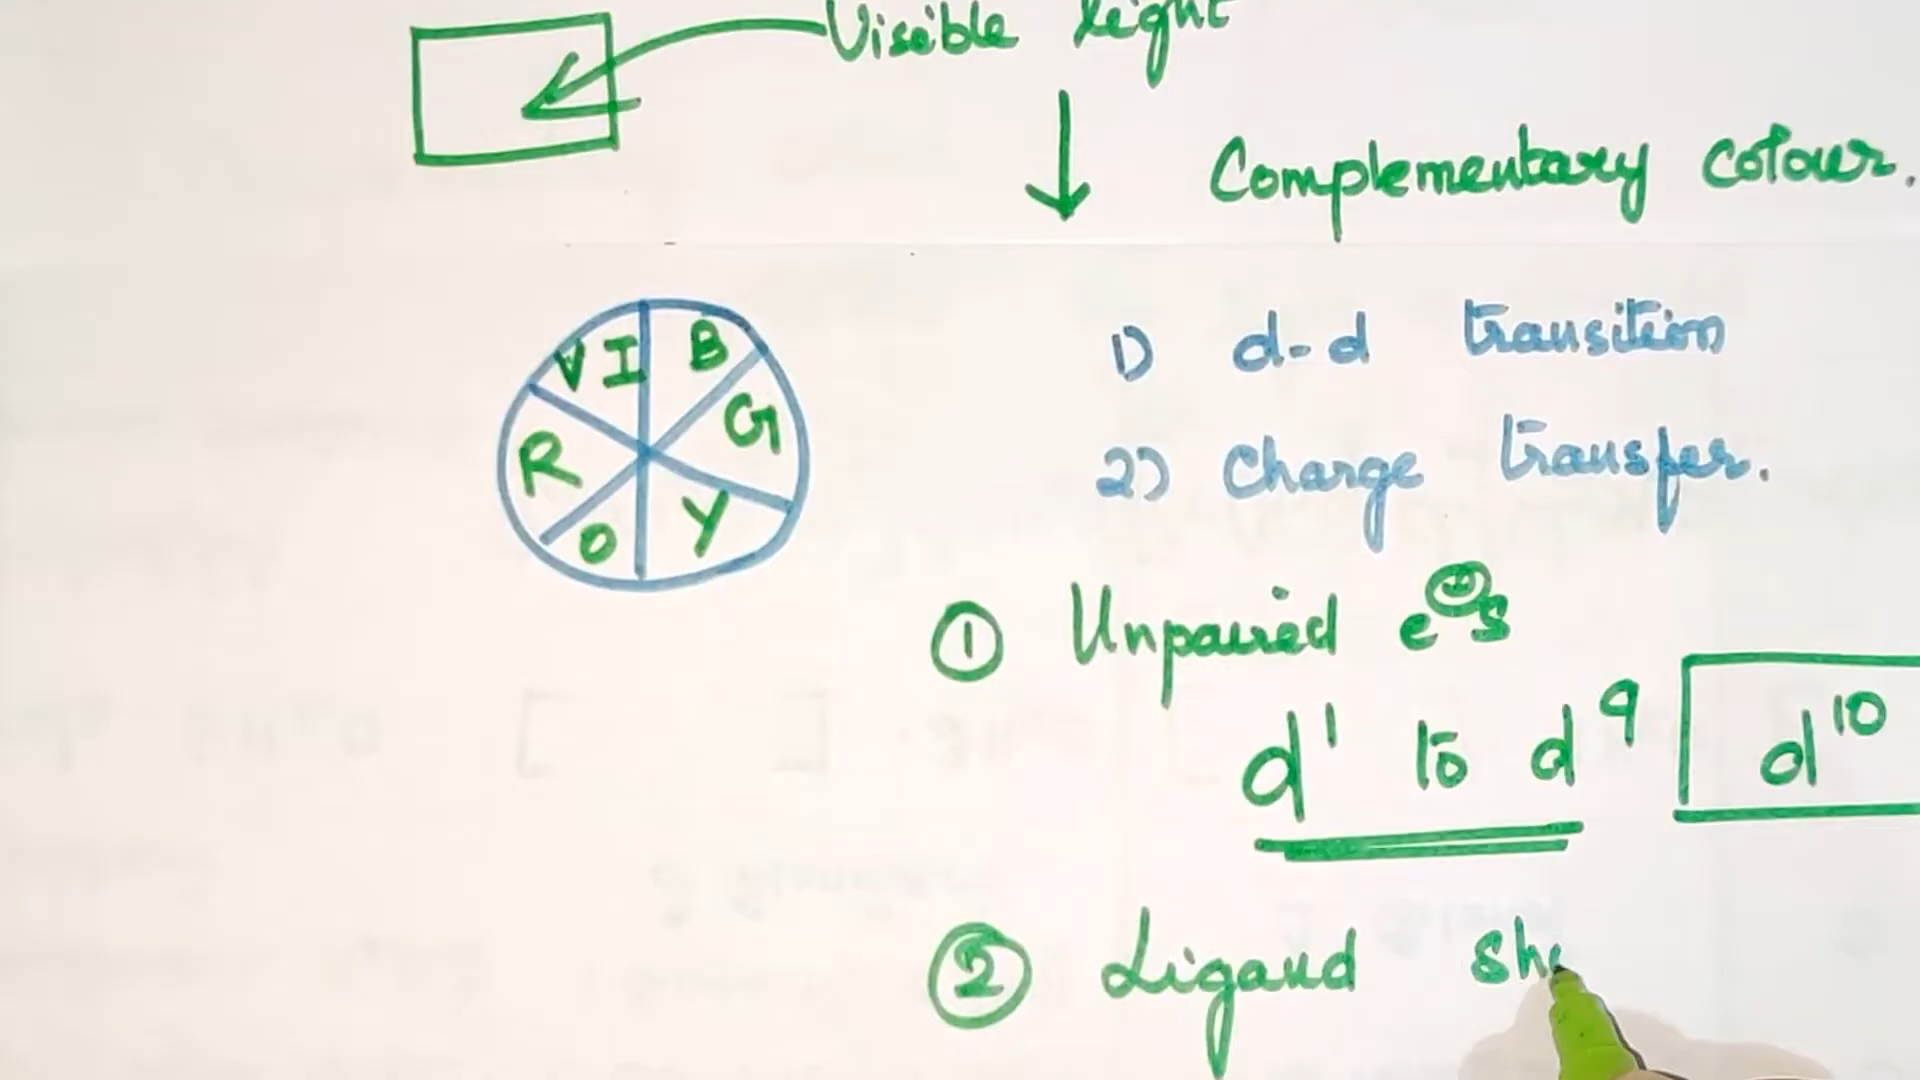 Visible light
Complementary colour.
V I B
G
R
O Y
1) d-d transition
2) Charge transfer.
① Unpaired e⊖s
d¹ to d⁹ d¹⁰
② Ligand